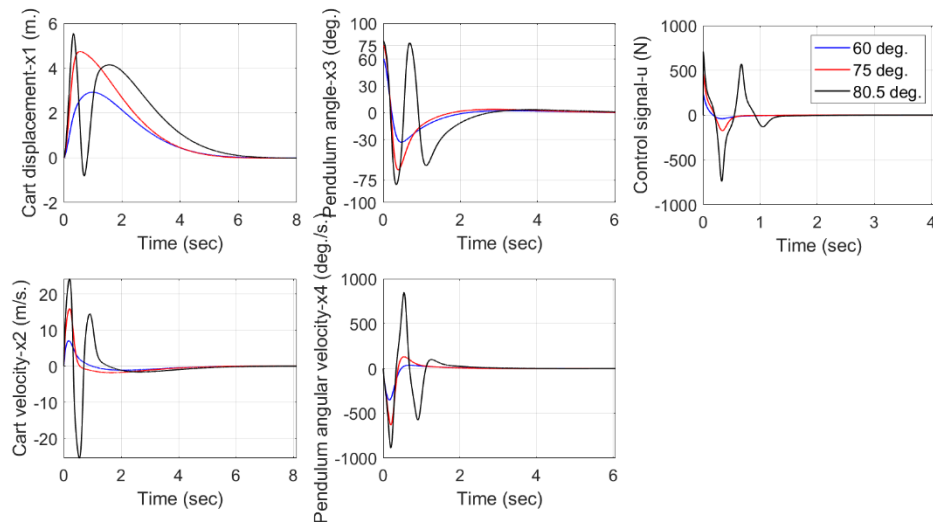 Cart displacement-x1 (m.)
6
4
2
0
-2
0 2 4 6 8
Time (sec)
Pendulum angle-x3 (deg.)
100
75
60
45
30
15
0
-30
-75
-100
0 2 4 6
Time (sec)
Control signal-u (N)
1000
500
0
-500
-1000
0 1 2 3 4
Time (sec)
60 deg.
75 deg.
80.5 deg.
Cart velocity-x2 (m/s.)
20
10
0
-10
-20
0 2 4 6 8
Time (sec)
Pendulum angular velocity-x4 (deg./s.)
1000
500
0
-500
-1000
0 2 4 6
Time (sec)